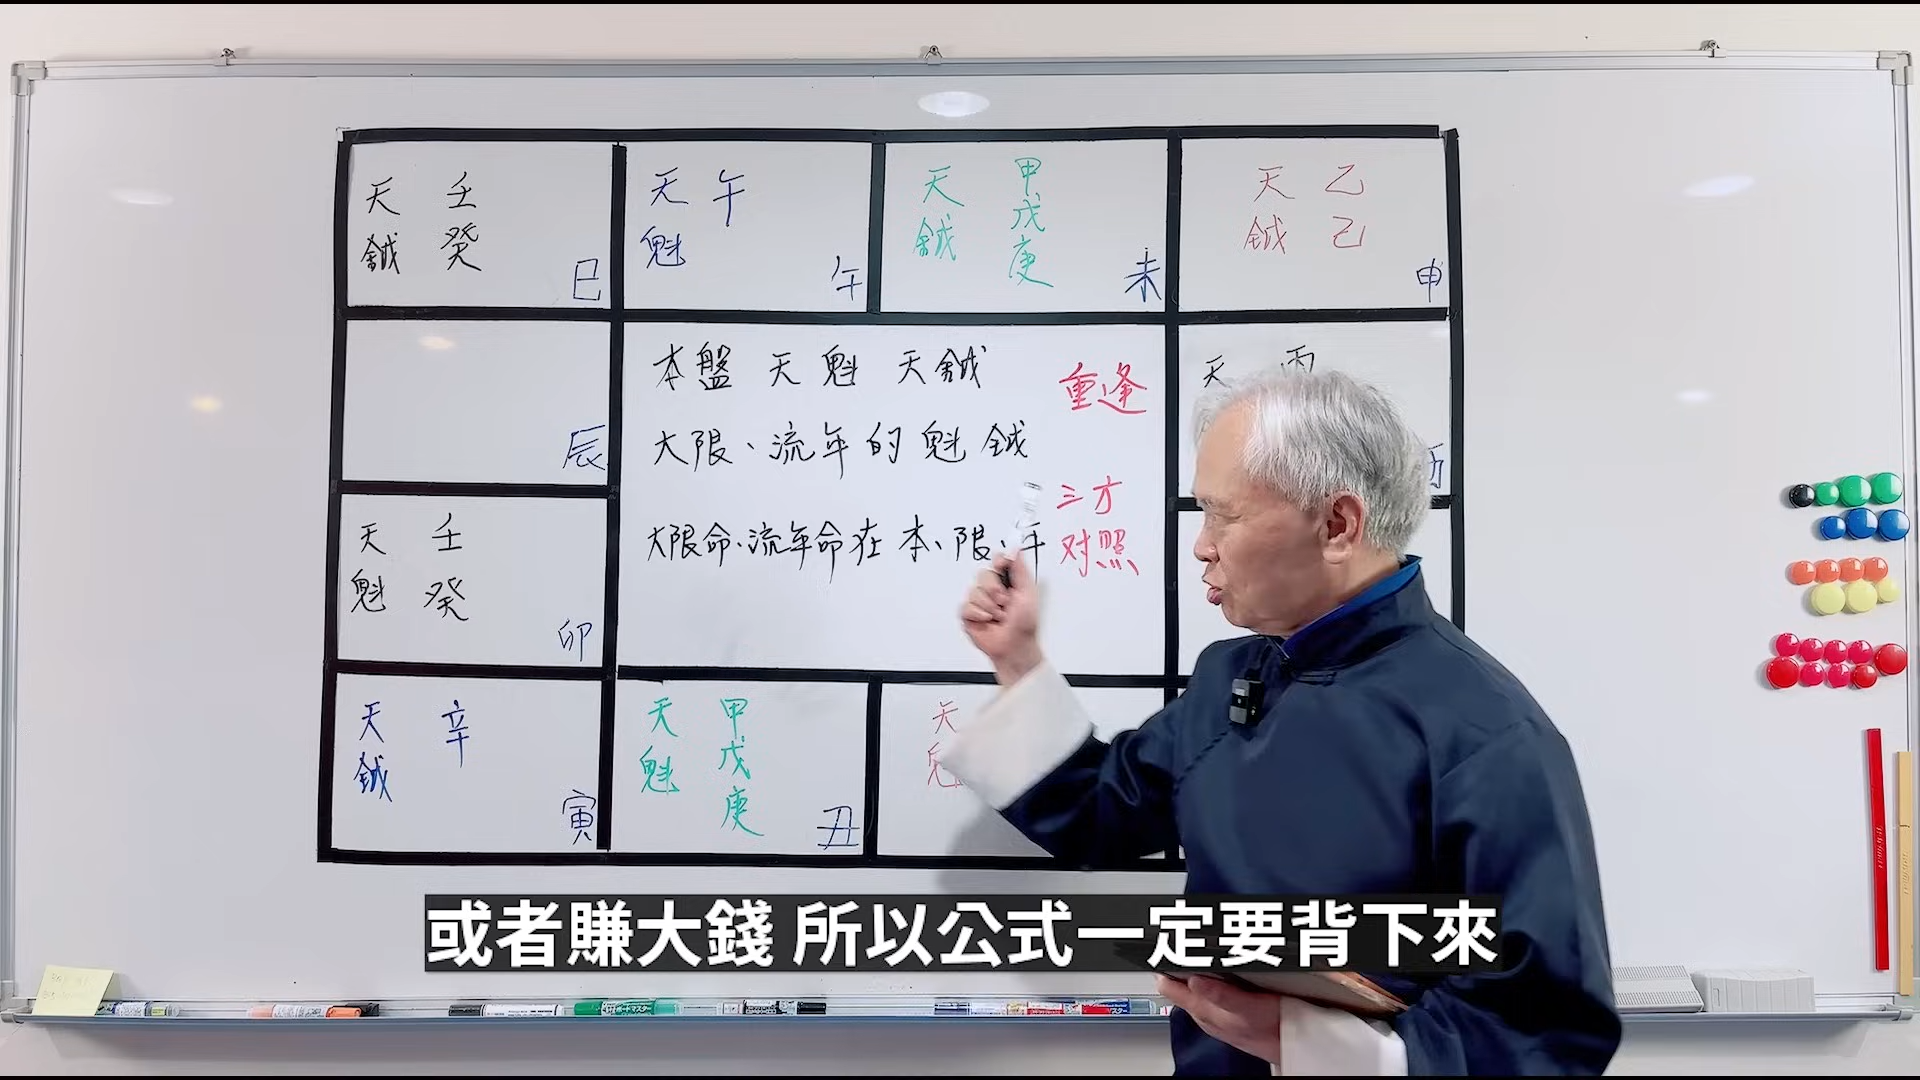 天 壬
鉞 癸
巳
天 午
魁
午
天 甲
鉞 戊
庚
未
天 乙
鉞 己
申
天 丙
辰
本盤 天魁 天鉞
重逢
大限、流年的魁鉞
三方
大限命、流年命在 本、限、年
对照
天 壬
魁 癸
卯
天 辛
鉞
寅
天 甲
魁 戊
庚
丑
天
或者賺大錢 所以公式一定要背下來